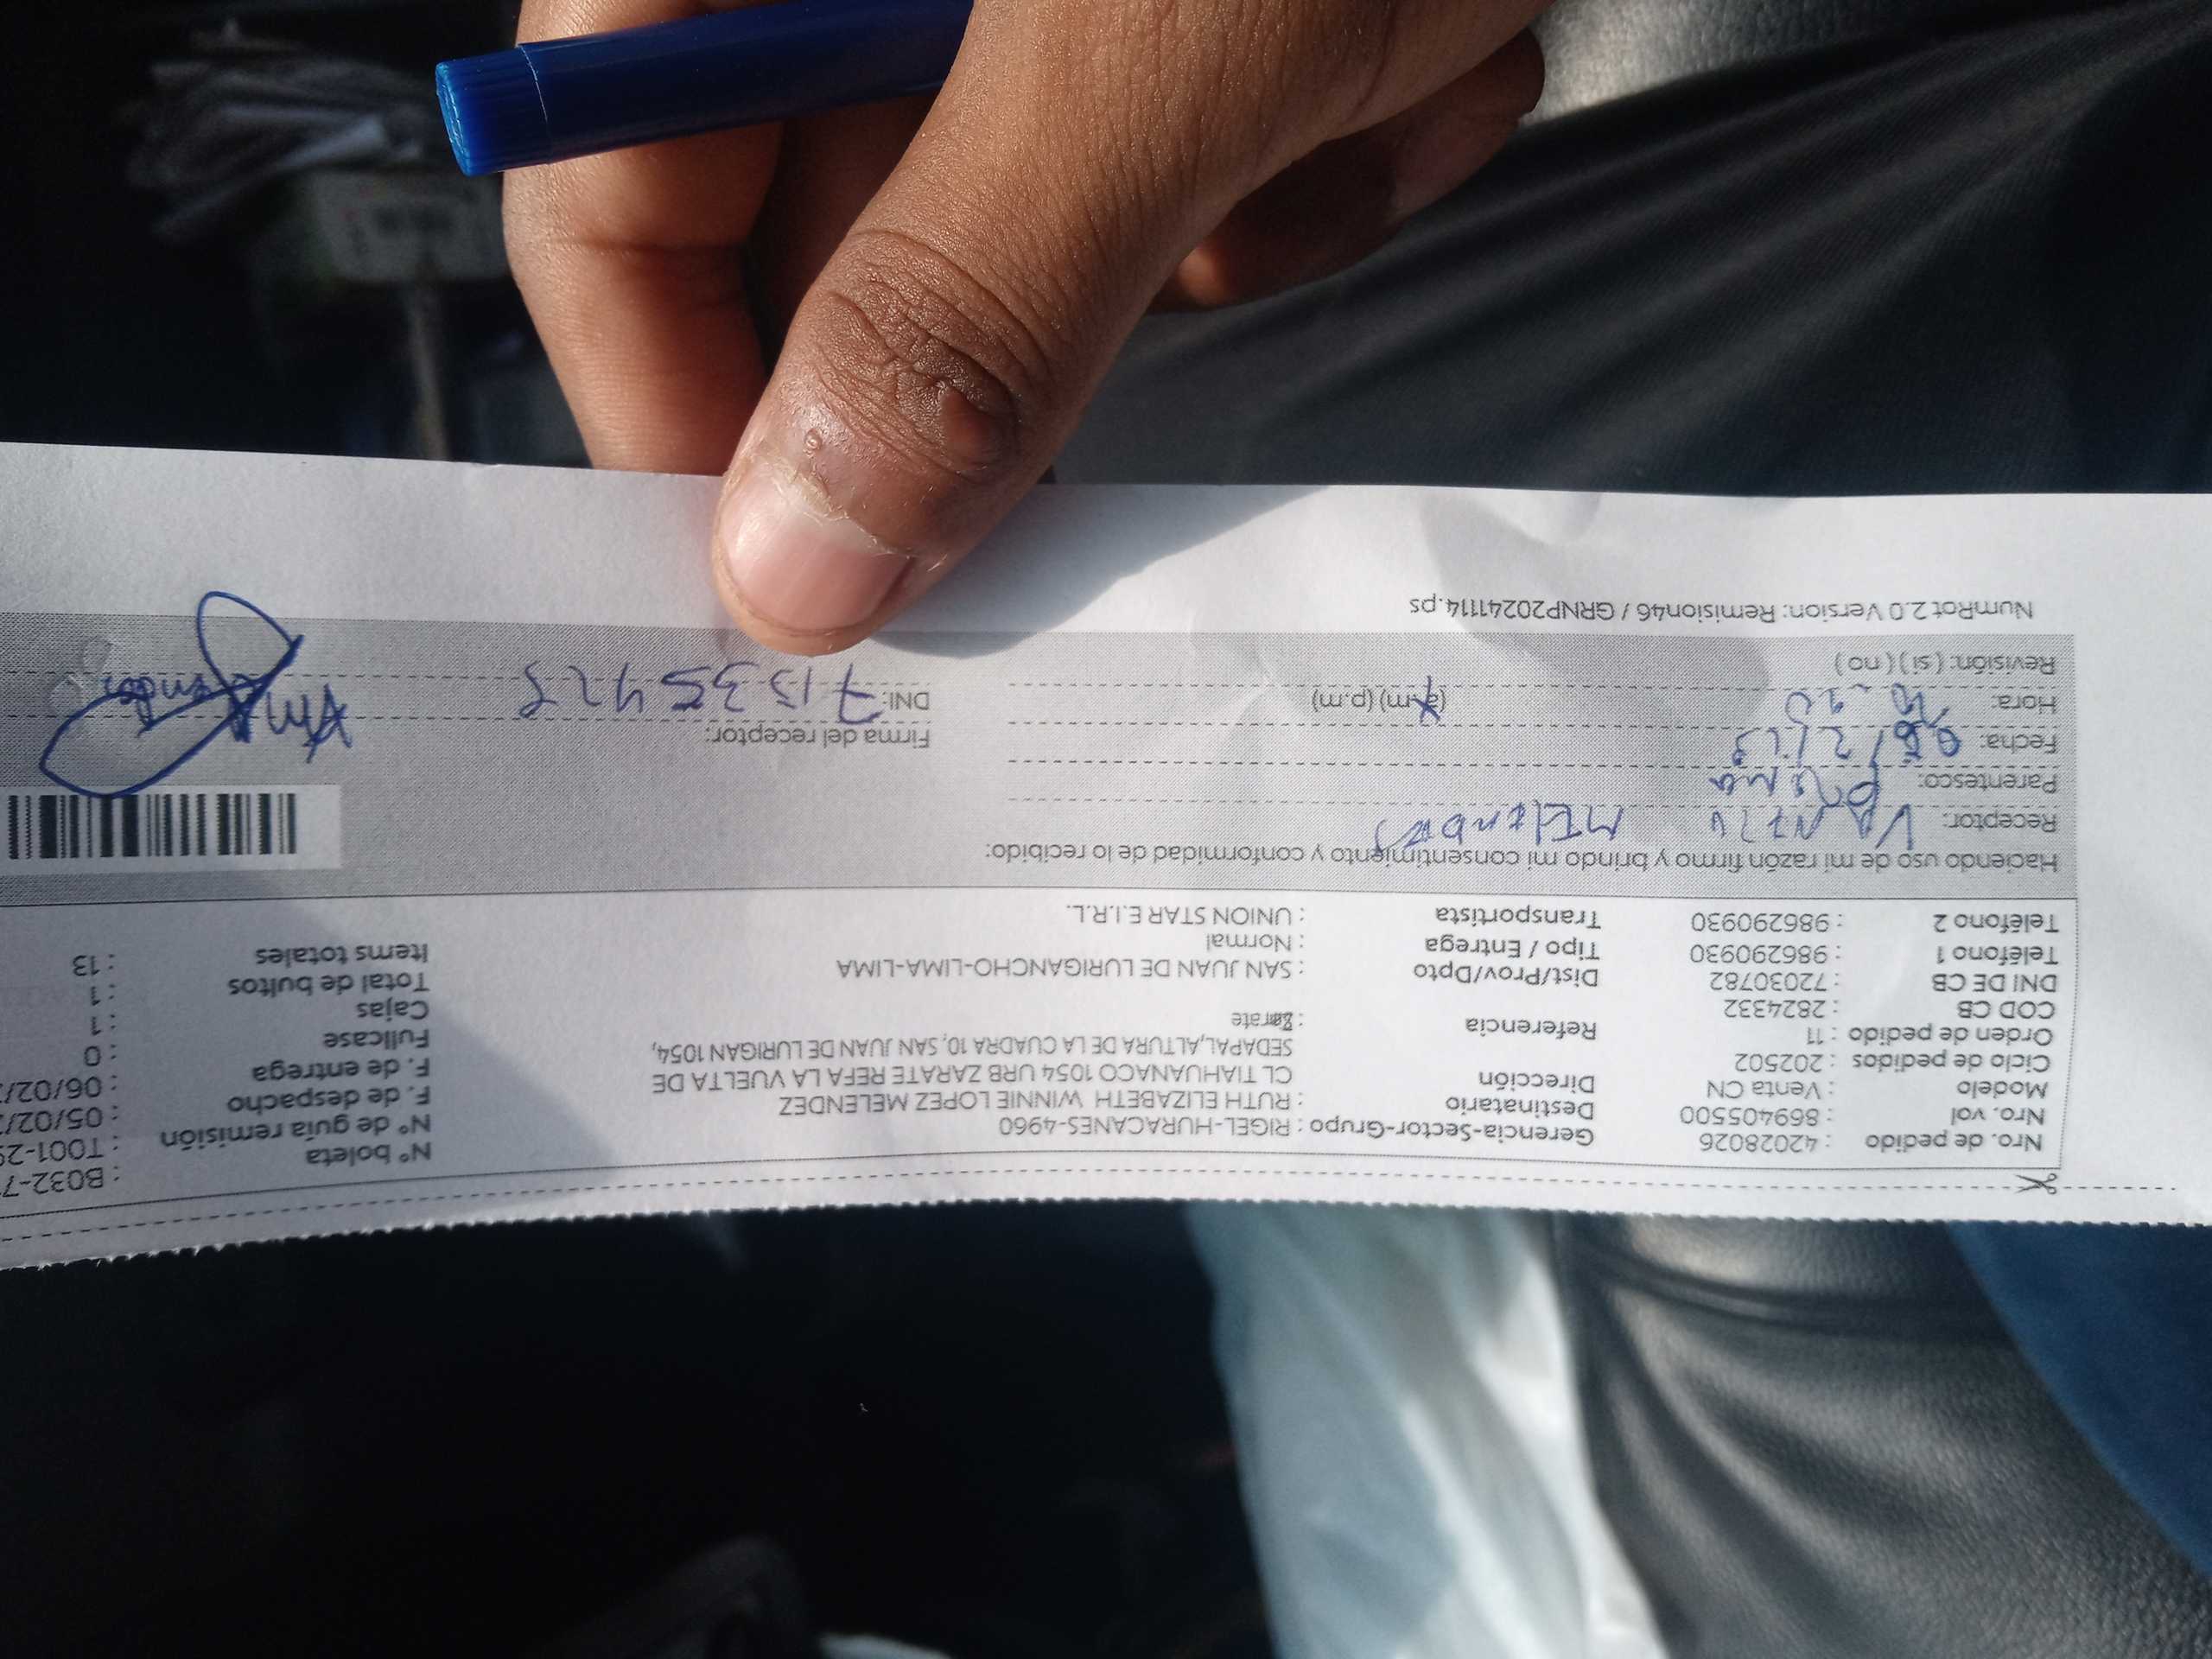 Nro. de pedido : 42028026
Nro. vol : 869405500
Modelo : Venta CN
Ciclo de pedidos : 202502
Orden de pedido : 11
COD CB : 2824332
DNI DE CB : 72030782
Teléfono 1 : 986290930
Teléfono 2 : 986290930
Gerencia-Sector-Grupo : RIGEL-HURACANES-4960
Destinatario : RUTH ELIZABETH WINNIE LOPEZ MELENDEZ
Dirección CL TIAHUANACO 1054 URB ZARATE REFA LA VUELTA DE
SEDAPAL,ALTURA DE LA CUADRA 10, SAN JUAN DE LURIGAN 1054,
Referencia : Zarate
Dist/Prov/Dpto : SAN JUAN DE LURIGANCHO-LIMA-LIMA
Tipo / Entrega : Normal
Transportista : UNION STAR E.I.R.L.
N° boleta : B032-7
N° de guía remisión : T001-29
F. de despacho : 05/02/
F. de entrega : 06/02/2
Fullcase : 0
Cajas : 1
Total de bultos : 1
Items totales : 13
Haciendo uso de mi razón firmo y brindo mi consentimiento y conformidad de lo recibido:
Receptor: MElEndEz
Parentesco:
Fecha:
Hora: (a.m) (p.m)
Revisión: ( si ) ( no )
Firma del receptor:
DNI: 71335428
NumRot 2.0 Version: Remision46 / GRNP20241114.ps